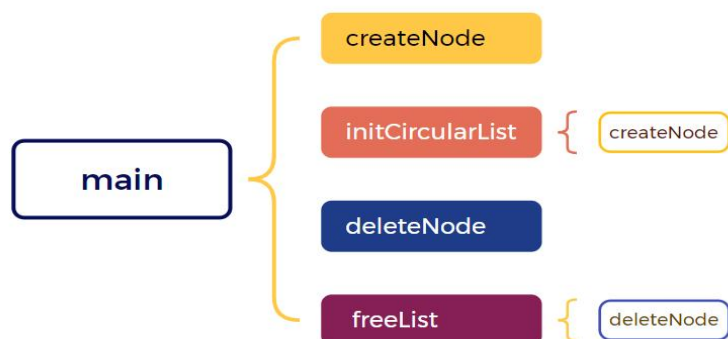 createNode
initCircularList
createNode
main
deleteNode
freeList
deleteNode